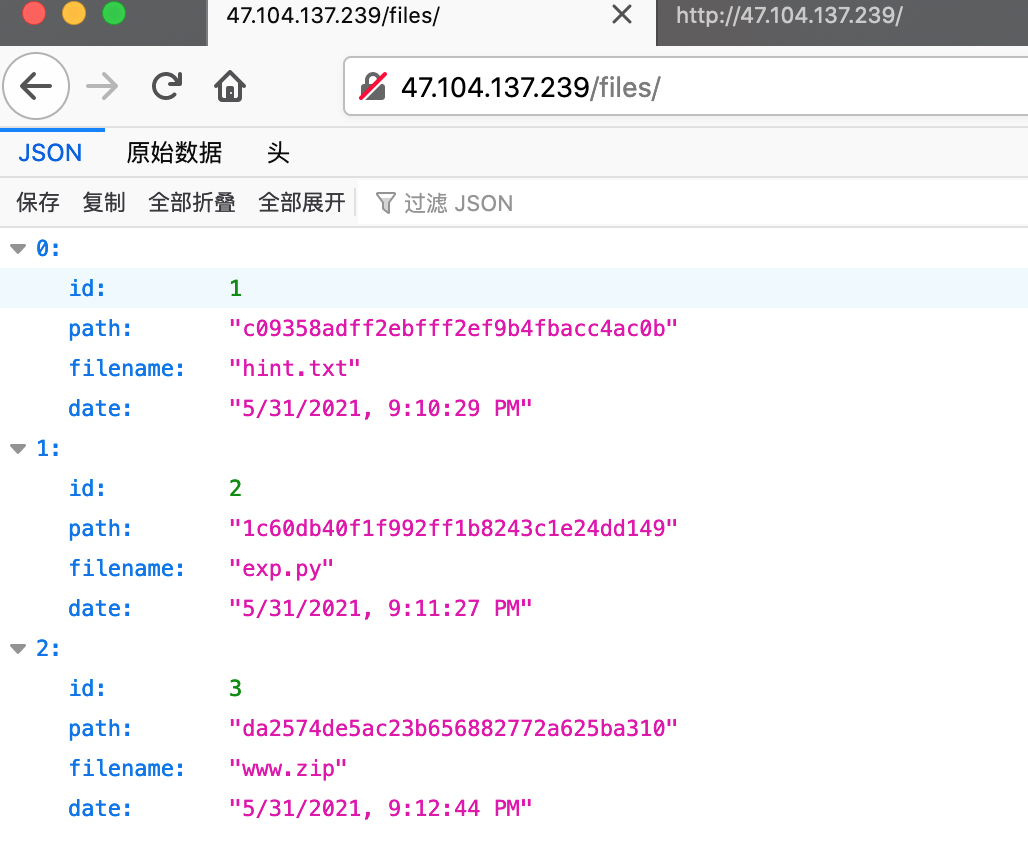 47.104.137.239/files/
http://47.104.137.239/
47.104.137.239/files/
JSON 原始数据 头
保存 复制 全部折叠 全部展开 过滤 JSON
0:
id: 1
path: "c09358adff2ebfff2ef9b4fbacc4ac0b"
filename: "hint.txt"
date: "5/31/2021, 9:10:29 PM"
1:
id: 2
path: "1c60db40f1f992ff1b8243c1e24dd149"
filename: "exp.py"
date: "5/31/2021, 9:11:27 PM"
2:
id: 3
path: "da2574de5ac23b656882772a625ba310"
filename: "www.zip"
date: "5/31/2021, 9:12:44 PM"